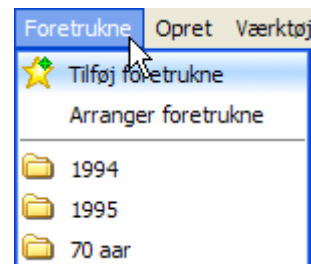 Foretrukne Opret Værktøj
Tilføj foretrukne
Arranger foretrukne
1994
1995
70 aar